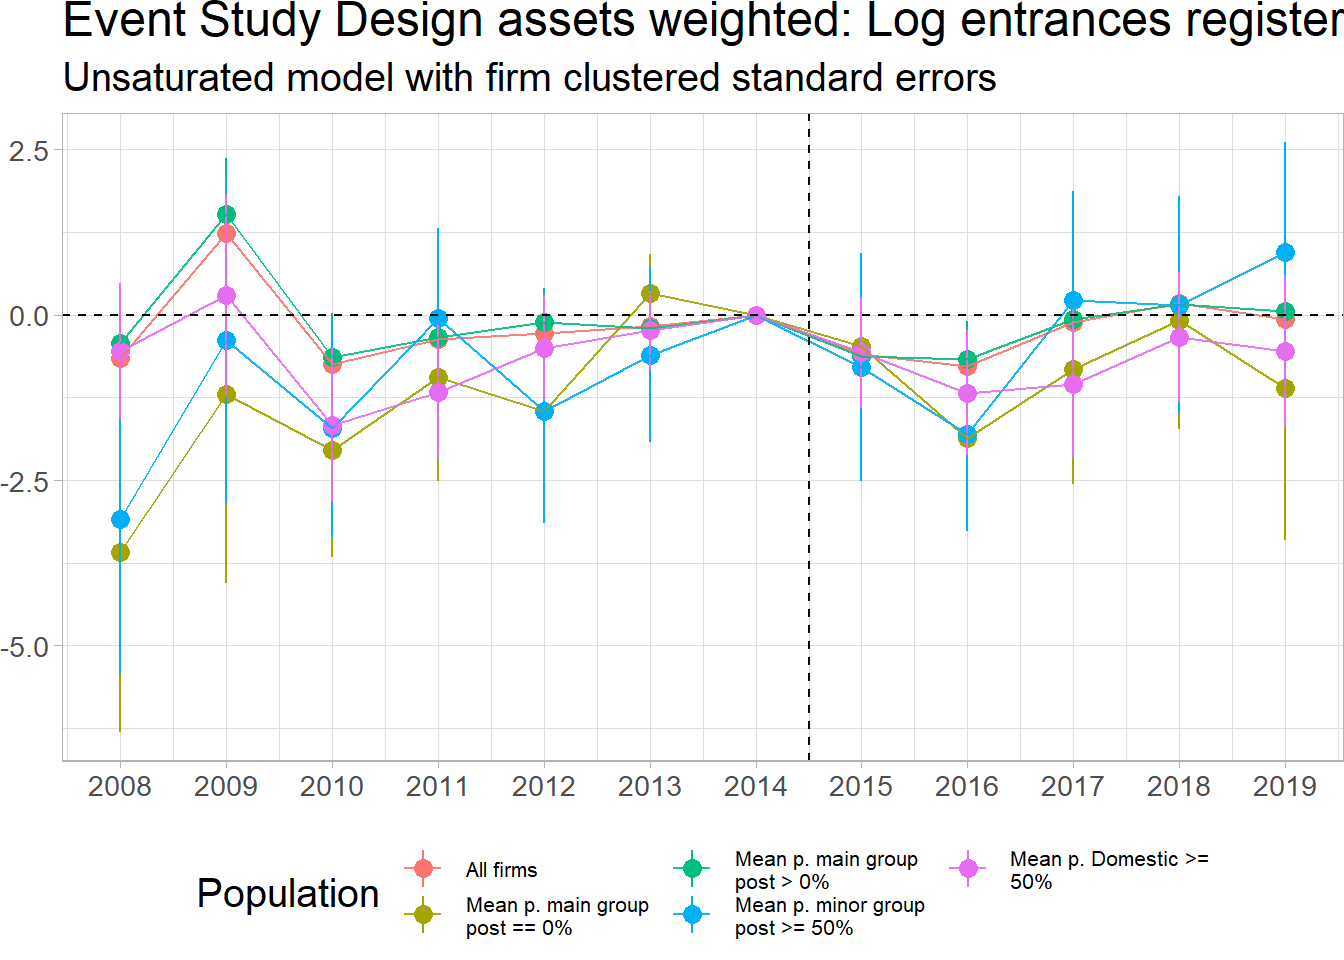 Event Study Design assets weighted: Log entrances register
Unsaturated model with firm clustered standard errors
2.5
0.0
-2.5
-5.0
2008 2009 2010 2011 2012 2013 2014 2015 2016 2017 2018 2019
Population
All firms
Mean p. main group
post == 0%
Mean p. main group
post > 0%
Mean p. minor group
post >= 50%
Mean p. Domestic >=
50%